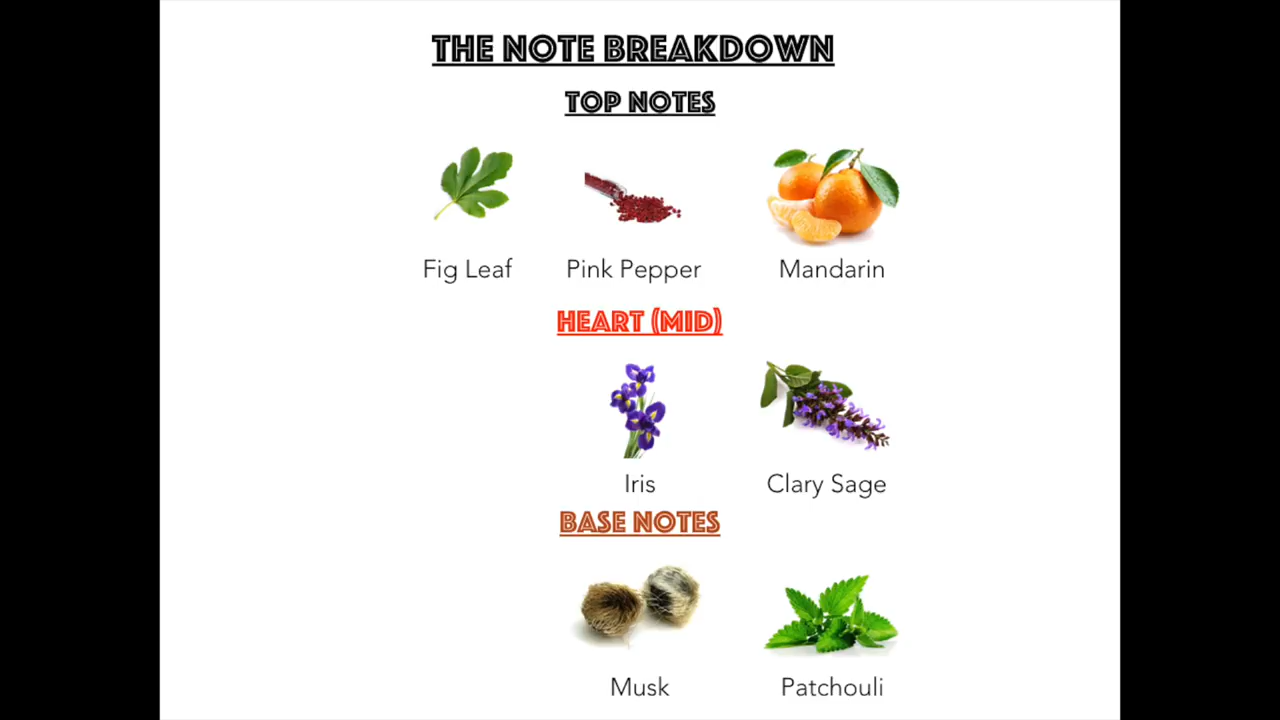 THE NOTE BREAKDOWN
TOP NOTES
Fig Leaf Pink Pepper Mandarin
HEART (MID)
Iris Clary Sage
BASE NOTES
Musk Patchouli